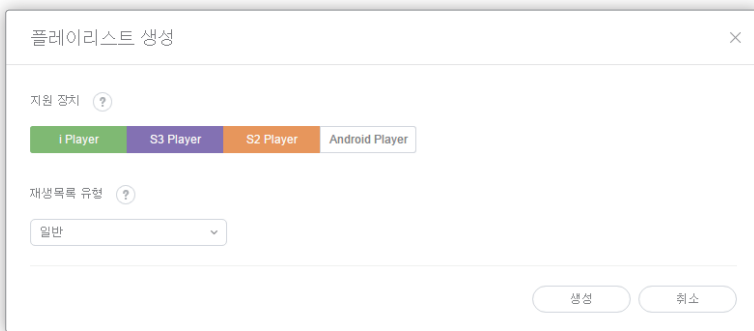 플레이리스트 생성
지원 장치 ?
i Player S3 Player S2 Player Android Player
재생목록 유형 ?
일반
생성 취소